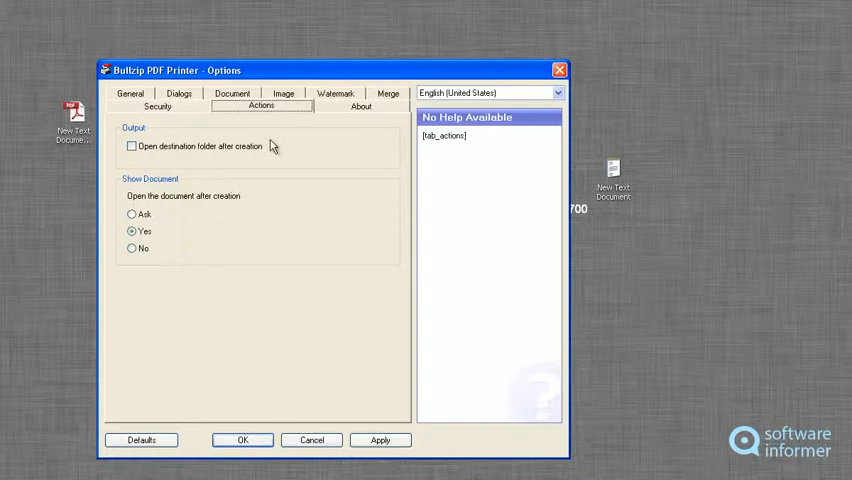 Bullzip PDF Printer - Options
General
Dialogs
Document
Image
Watermark
Merge
Security
Actions
About
English (United States)
No Help Available
[tab_actions]
Output
Open destination folder after creation
Show Document
Open the document after creation
Ask
Yes
No
Defaults
OK
Cancel
Apply
PDF
New Text
Docume...
New Text
Document
700
software
informer